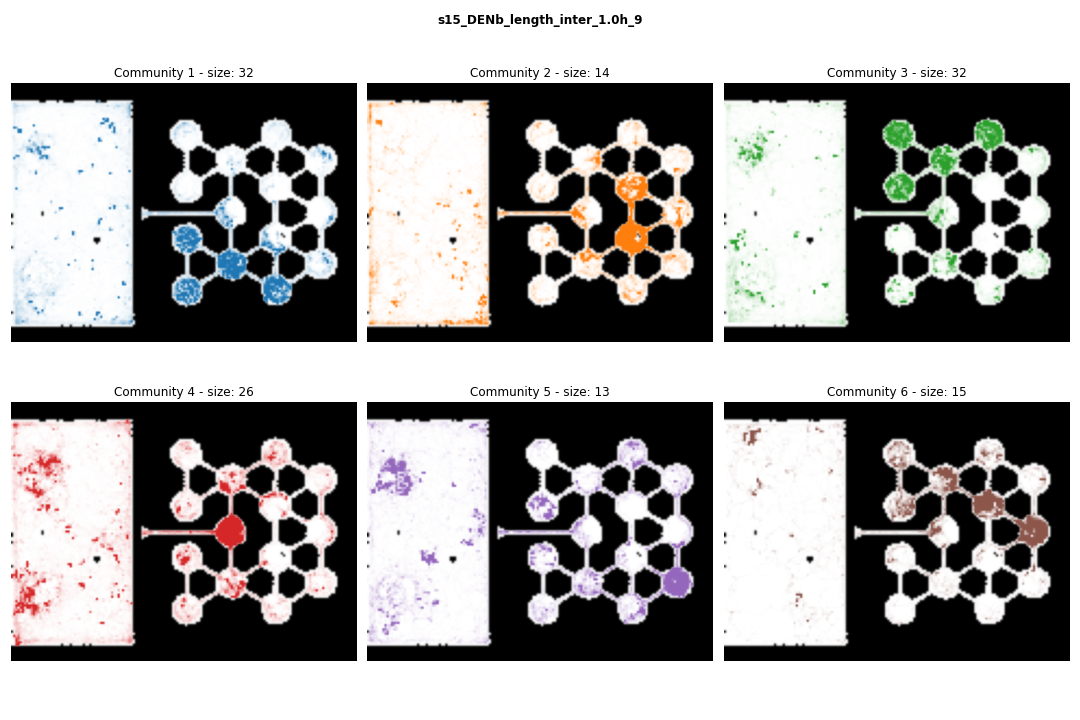 s15_DENb_length_inter_1.0h_9
Community 1 - size: 32
Community 2 - size: 14
Community 3 - size: 32
Community 4 - size: 26
Community 5 - size: 13
Community 6 - size: 15